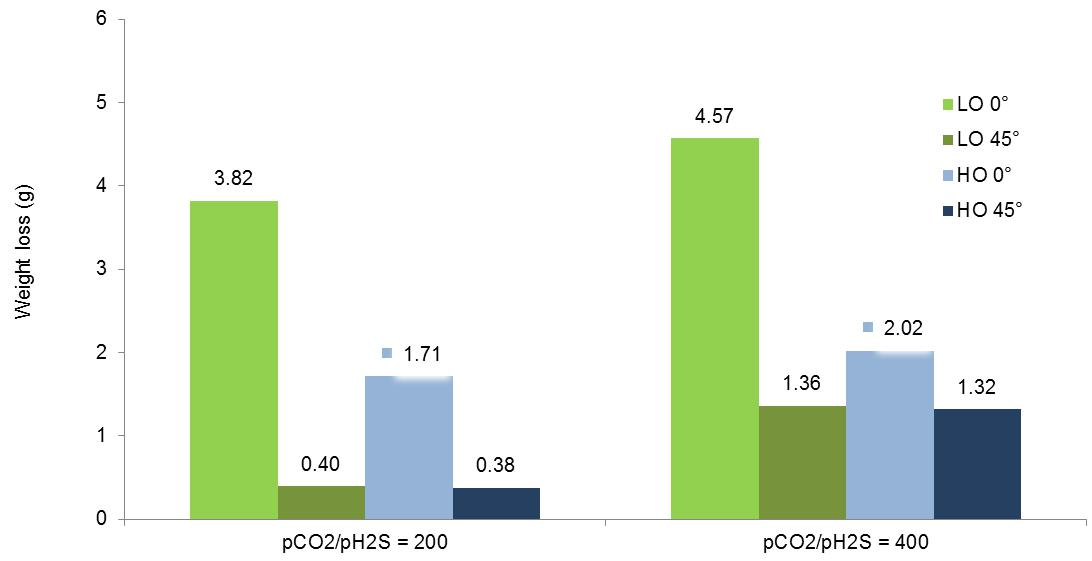 6
5
4
3
2
1
0
Weight loss (g)
3.82
0.40
1.71
0.38
4.57
1.36
2.02
1.32
pCO2/pH2S = 200
pCO2/pH2S = 400
LO 0°
LO 45°
HO 0°
HO 45°